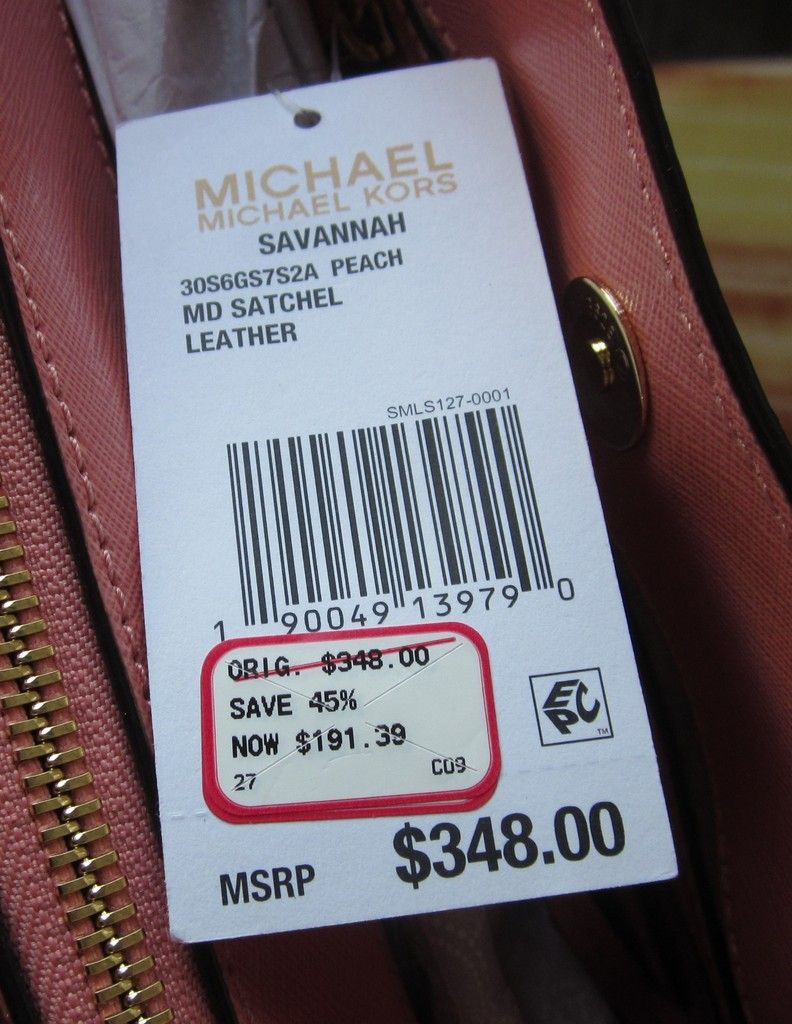 MICHAEL
MICHAEL KORS
SAVANNAH
30S6GS7S2A PEACH
MD SATCHEL
LEATHER
SMLS127-0001
1 90049 13979 0
ORIG. $348.00
SAVE 45%
NOW $191.39
27 C09
EPC TM
MSRP $348.00